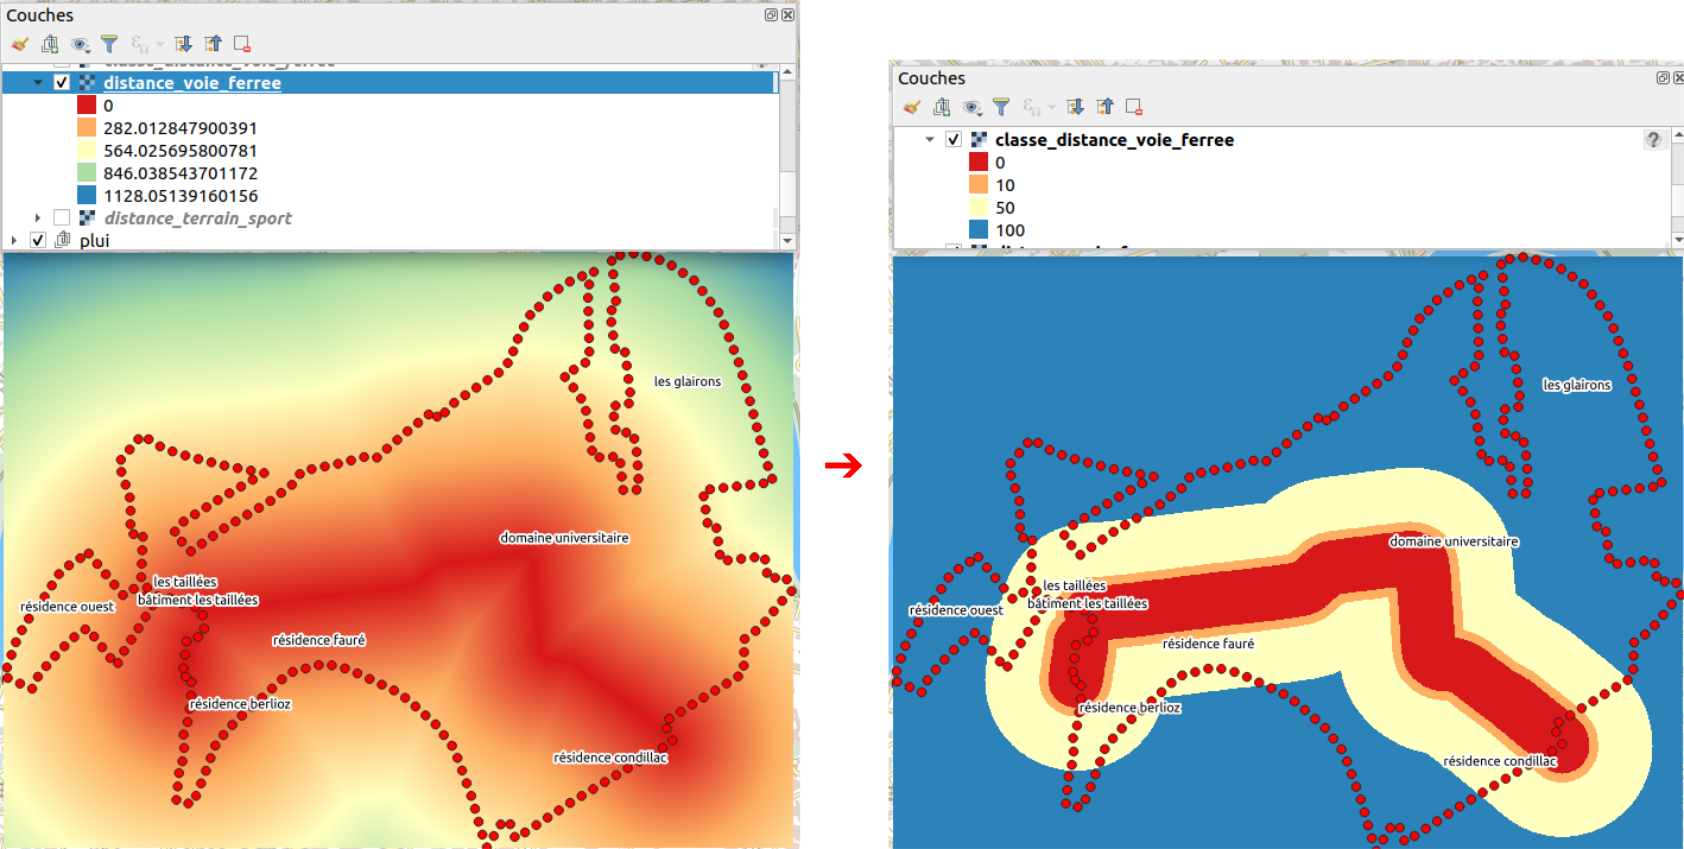 Couches
classe_distance_voie_ferree
distance_voie_ferree
0
282.012847900391
564.025695800781
846.038543701172
1128.05139160156
distance_terrain_sport
plui
les glairons
domaine universitaire
les taillées
bâtiment les taillées
résidence ouest
résidence fauré
résidence berlioz
résidence condillac
Couches
classe_distance_voie_ferree
?
0
10
50
100
les glairons
domaine universitaire
les taillées
bâtiment les taillées
résidence ouest
résidence fauré
résidence berlioz
résidence condillac